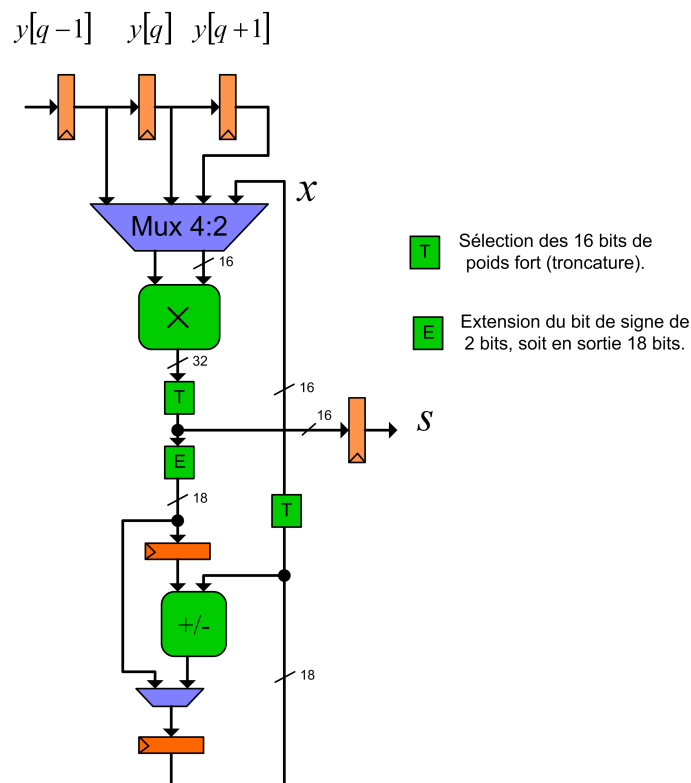 y[q−1] y[q] y[q+1]
x
Mux 4:2
16
×
32
T
16
16
s
E
18
T
+/-
18
T Sélection des 16 bits de
poids fort (troncature).
E Extension du bit de signe de
2 bits, soit en sortie 18 bits.